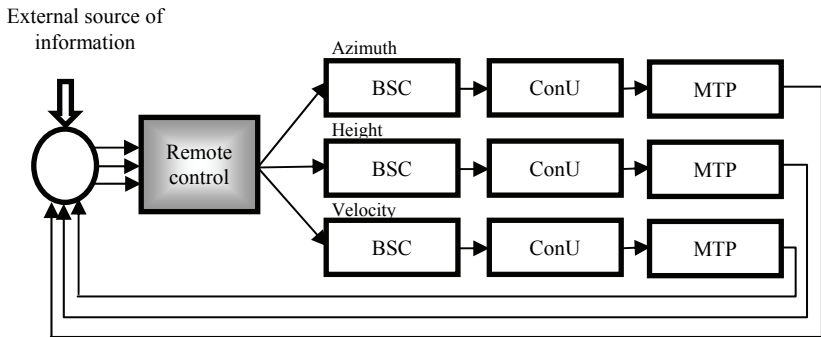 External source of
information
Remote
control
Azimuth
BSC
ConU
MTP
Height
BSC
ConU
MTP
Velocity
BSC
ConU
MTP